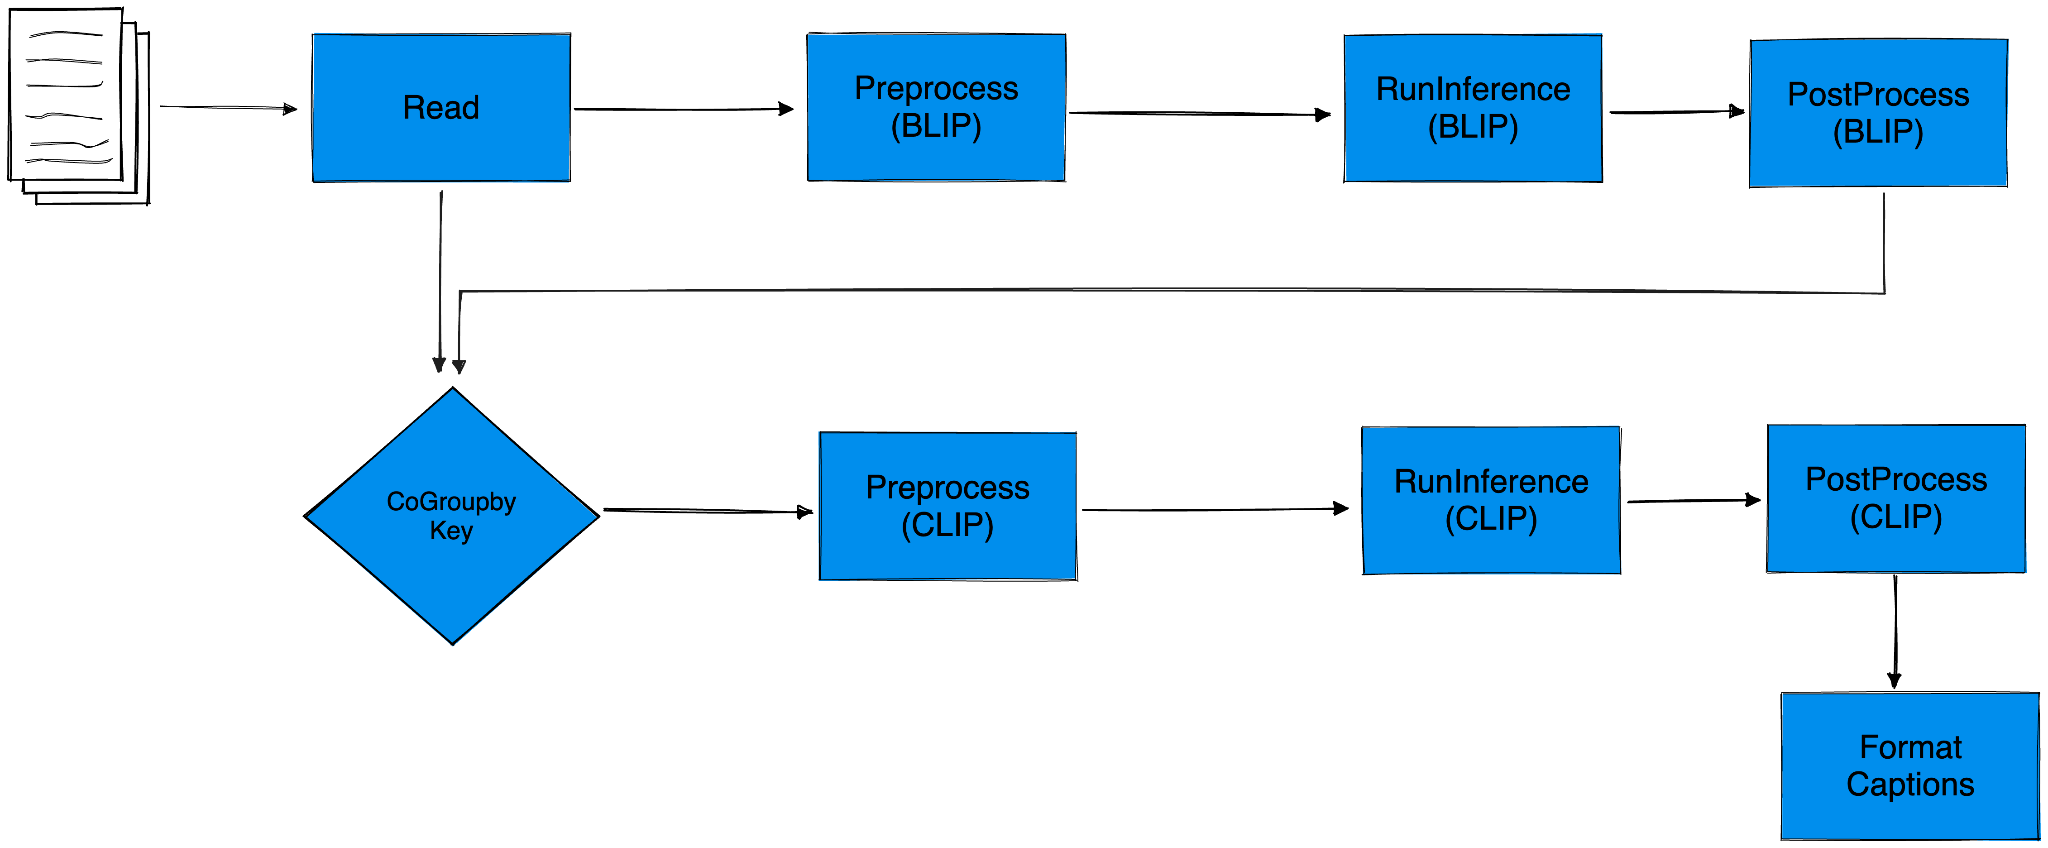 Read
Preprocess
(BLIP)
RunInference
(BLIP)
PostProcess
(BLIP)
CoGroupby
Key
Preprocess
(CLIP)
RunInference
(CLIP)
PostProcess
(CLIP)
Format
Captions